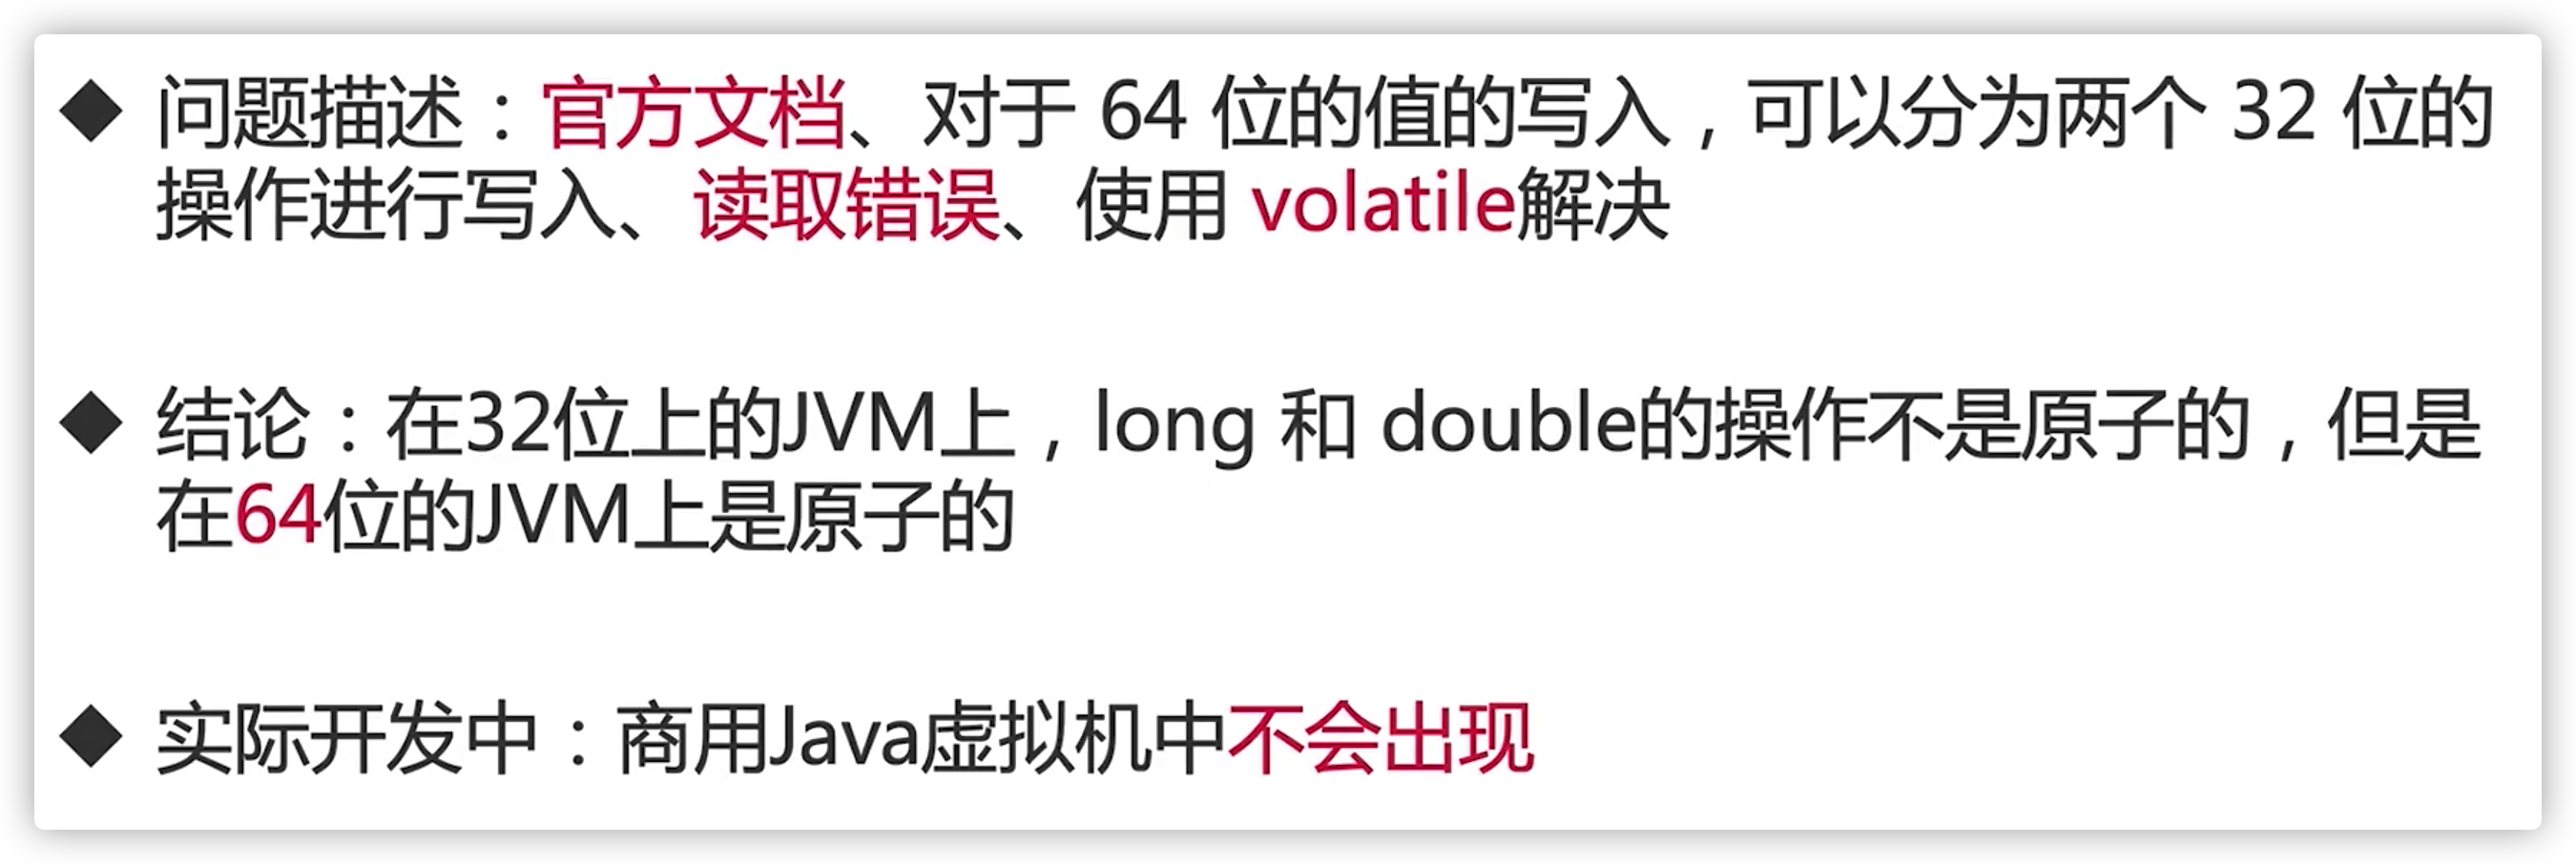 ◆ 问题描述：官方文档、对于 64 位的值的写入，可以分为两个 32 位的
操作进行写入、读取错误、使用 volatile解决
◆ 结论：在32位上的JVM上，long 和 double的操作不是原子的，但是
在64位的JVM上是原子的
◆ 实际开发中：商用Java虚拟机中不会出现